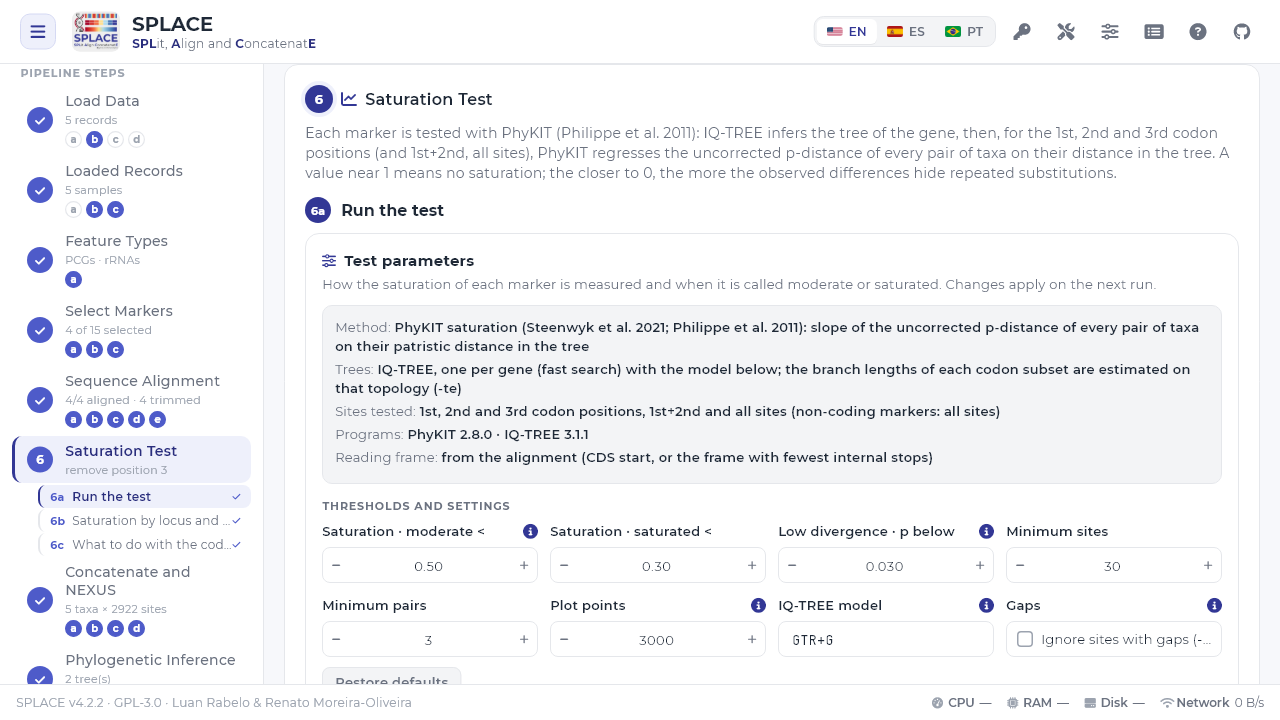 SPLACE
SPLit, Align and ConcatenatE
EN
ES
PT
PIPELINE STEPS
Load Data
5 records
a b c d
Loaded Records
5 samples
a b c
Feature Types
PCGs · rRNAs
a
Select Markers
4 of 15 selected
a b c
Sequence Alignment
4/4 aligned · 4 trimmed
a b c d e
6 Saturation Test
remove position 3
6a Run the test
6b Saturation by locus and ...
6c What to do with the cod...
Concatenate and
NEXUS
5 taxa × 2922 sites
a b c d
Phylogenetic Inference
2 tree(s)
6 Saturation Test
Each marker is tested with PhyKIT (Philippe et al. 2011): IQ-TREE infers the tree of the gene, then, for the 1st, 2nd and 3rd codon
positions (and 1st+2nd, all sites), PhyKIT regresses the uncorrected p-distance of every pair of taxa on their distance in the tree. A
value near 1 means no saturation; the closer to 0, the more the observed differences hide repeated substitutions.
6a Run the test
Test parameters
How the saturation of each marker is measured and when it is called moderate or saturated. Changes apply on the next run.
Method: PhyKIT saturation (Steenwyk et al. 2021; Philippe et al. 2011): slope of the uncorrected p-distance of every pair of taxa
on their patristic distance in the tree
Trees: IQ-TREE, one per gene (fast search) with the model below; the branch lengths of each codon subset are estimated on
that topology (-te)
Sites tested: 1st, 2nd and 3rd codon positions, 1st+2nd and all sites (non-coding markers: all sites)
Programs: PhyKIT 2.8.0 · IQ-TREE 3.1.1
Reading frame: from the alignment (CDS start, or the frame with fewest internal stops)
THRESHOLDS AND SETTINGS
Saturation · moderate < Saturation · saturated < Low divergence · p below Minimum sites
− 0.50 + − 0.30 + − 0.030 + − 30 +
Minimum pairs Plot points IQ-TREE model Gaps
− 3 + − 3000 + GTR+G Ignore sites with gaps (-...
Restore defaults
SPLACE v4.2.2 · GPL-3.0 · Luan Rabelo & Renato Moreira-Oliveira
CPU — RAM — Disk — Network 0 B/s